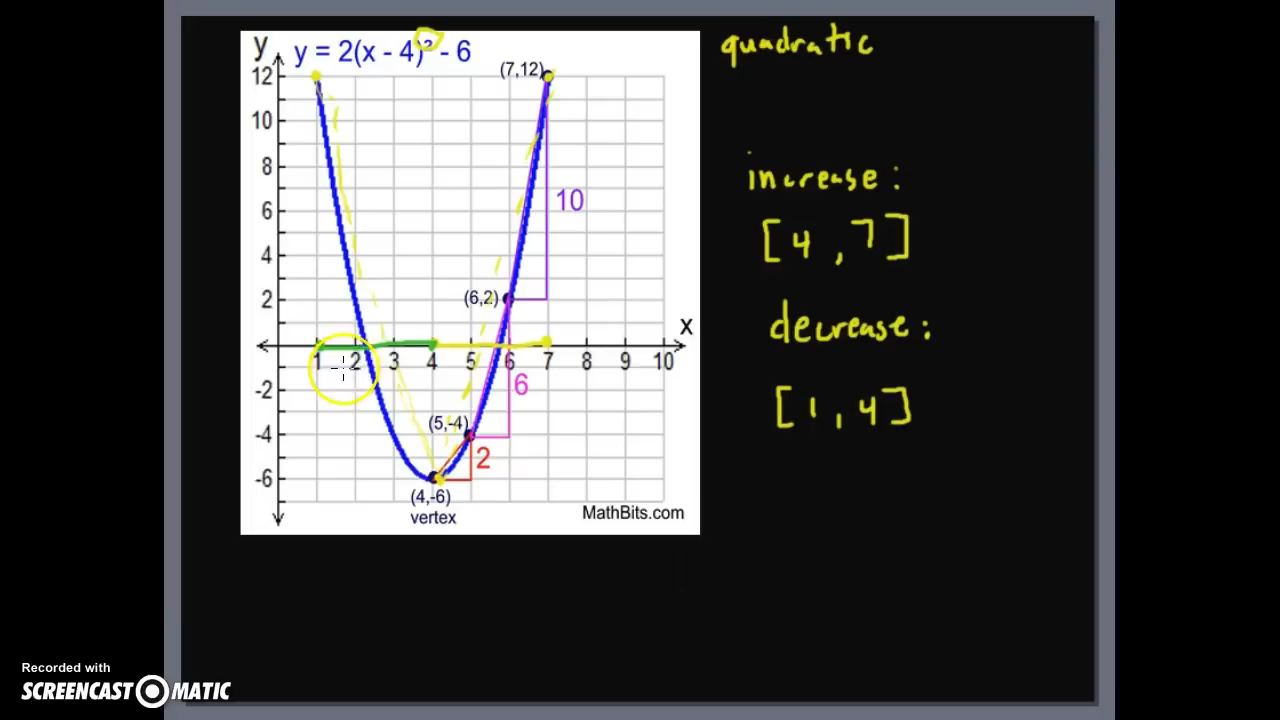 y
y = 2(x - 4)² - 6
quadratic
(7,12)
12
10
8
6
4
2
-2
-4
-6
10
(6,2)
x
1 2 3 4 5 6 7 8 9 10
6
(5,-4)
2
(4,-6)
vertex
MathBits.com
increase:
[4, 7]
decrease:
[1, 4]
Recorded with
SCREENCAST MATIC